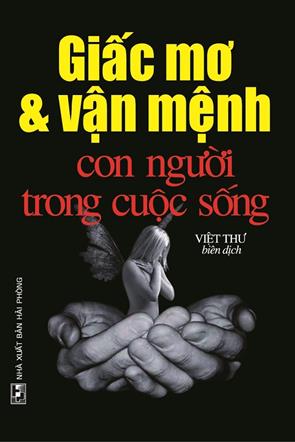 Giấc mơ
& vận mệnh
con người
trong cuộc sống
VIỆT THƯ
biên dịch
NHÀ XUẤT BẢN HẢI PHÒNG